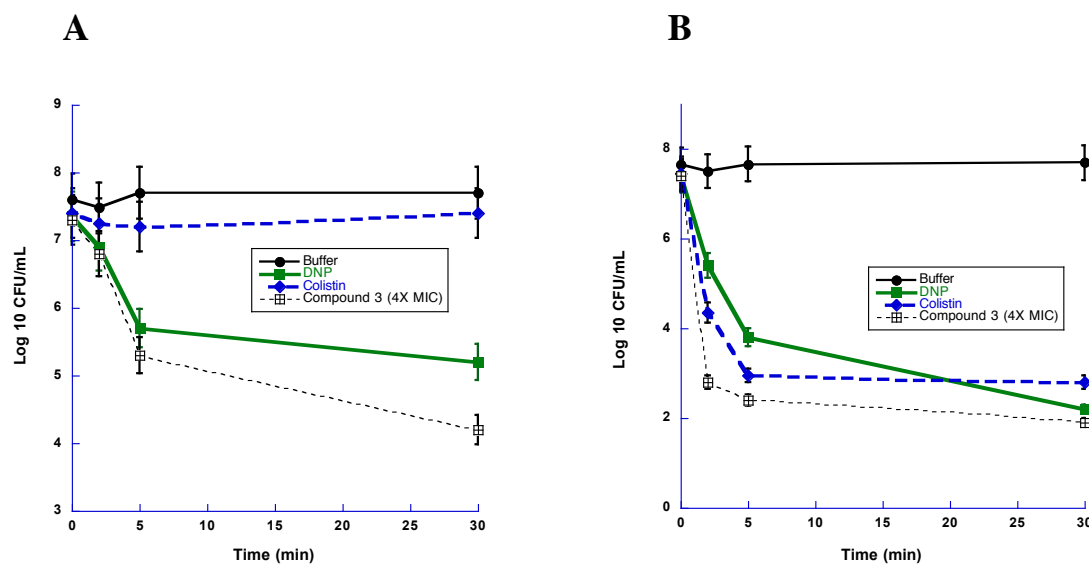 A
B
9
8
7
6
5
4
3
Log 10 CFU/mL
Buffer
DNP
Colistin
Compound 3 (4X MIC)
0 5 10 15 20 25 30
Time (min)
8
6
4
2
0
Log 10 CFU/mL
Buffer
DNP
Colistin
Compound 3 (4X MIC)
0 5 10 15 20 25 30
Time (min)